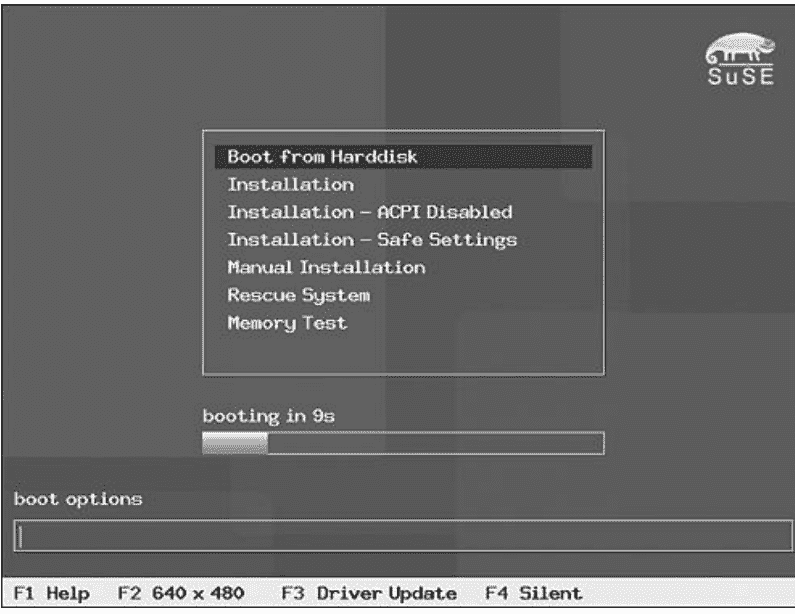 SuSE
Boot from Harddisk
Installation
Installation - ACPI Disabled
Installation - Safe Settings
Manual Installation
Rescue System
Memory Test
booting in 9s
boot options
F1 Help F2 640 x 480 F3 Driver Update F4 Silent